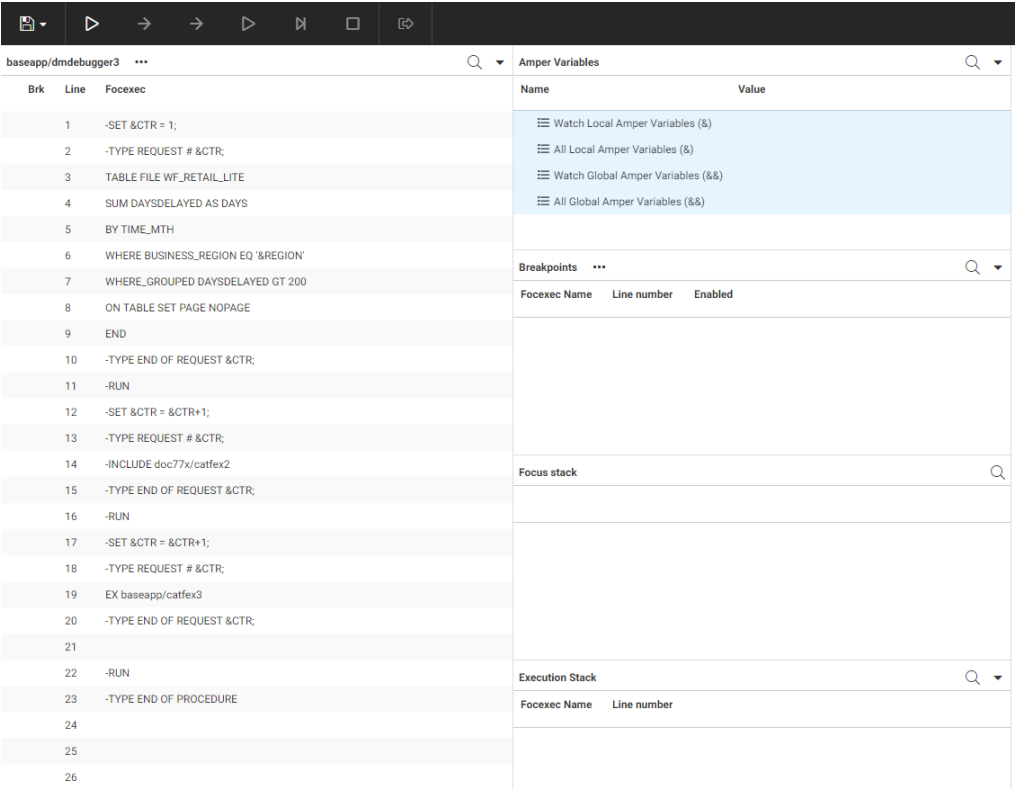 baseapp/dmdebugger3 •••
Brk Line Focexec
1 -SET &CTR = 1;
2 -TYPE REQUEST # &CTR;
3 TABLE FILE WF_RETAIL_LITE
4 SUM DAYSDELAYED AS DAYS
5 BY TIME_MTH
6 WHERE BUSINESS_REGION EQ '&REGION'
7 WHERE_GROUPED DAYSDELAYED GT 200
8 ON TABLE SET PAGE NOPAGE
9 END
10 -TYPE END OF REQUEST &CTR;
11 -RUN
12 -SET &CTR = &CTR+1;
13 -TYPE REQUEST # &CTR;
14 -INCLUDE doc77x/catfex2
15 -TYPE END OF REQUEST &CTR;
16 -RUN
17 -SET &CTR = &CTR+1;
18 -TYPE REQUEST # &CTR;
19 EX baseapp/catfex3
20 -TYPE END OF REQUEST &CTR;
21
22 -RUN
23 -TYPE END OF PROCEDURE
24
25
26
Amper Variables
Name Value
Watch Local Amper Variables (&)
All Local Amper Variables (&)
Watch Global Amper Variables (&&)
All Global Amper Variables (&&)
Breakpoints •••
Focexec Name Line number Enabled
Focus stack
Execution Stack
Focexec Name Line number